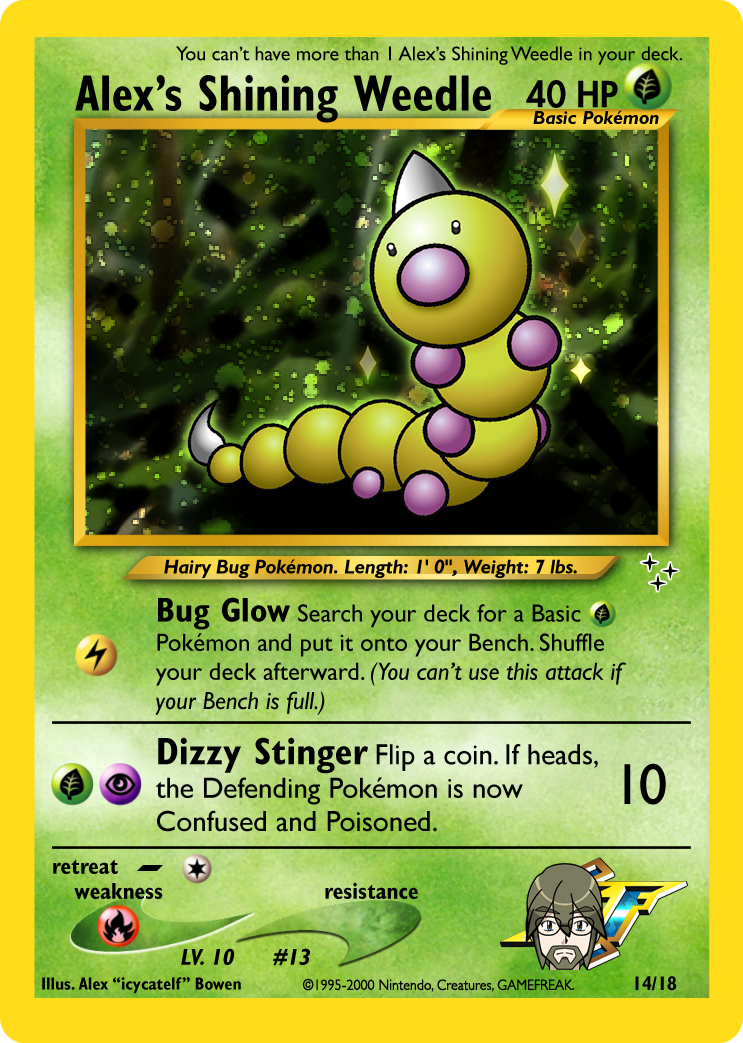 You can't have more than 1 Alex's Shining Weedle in your deck.
Alex's Shining Weedle 40 HP
Basic Pokémon
Hairy Bug Pokémon. Length: 1' 0", Weight: 7 lbs.
Bug Glow Search your deck for a Basic
Pokémon and put it onto your Bench. Shuffle
your deck afterward. (You can't use this attack if
your Bench is full.)
Dizzy Stinger Flip a coin. If heads,
the Defending Pokémon is now
Confused and Poisoned.
10
retreat
weakness
resistance
LV. 10 #13
Illus. Alex “icycatelf” Bowen ©1995-2000 Nintendo, Creatures, GAMEFREAK. 14/18